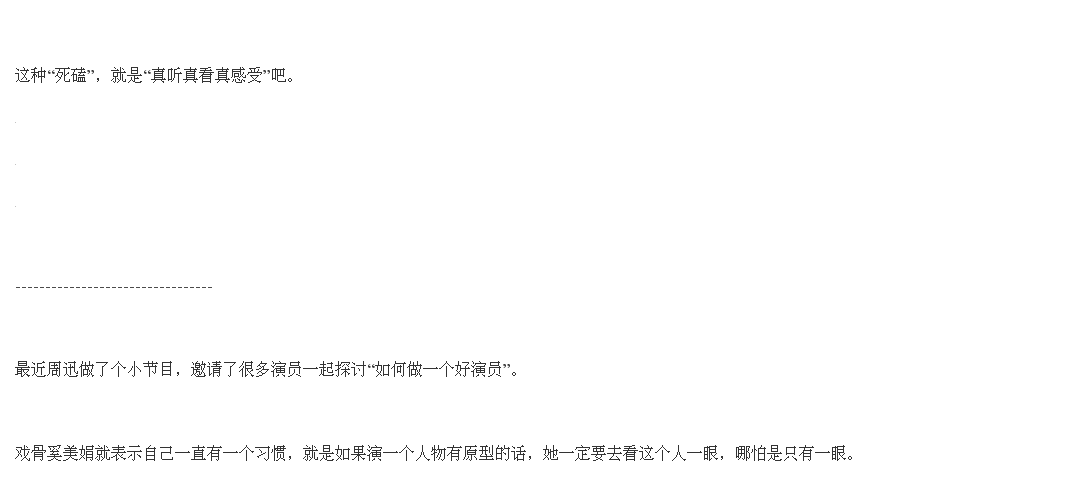 这种“死磕”，就是“真听真看真感受”吧。
---------------------------------
最近周迅做了个小节目，邀请了很多演员一起探讨“如何做一个好演员”。
戏骨奚美娟就表示自己一直有一个习惯，就是如果演一个人物有原型的话，她一定要去看这个人一眼，哪怕是只有一眼。